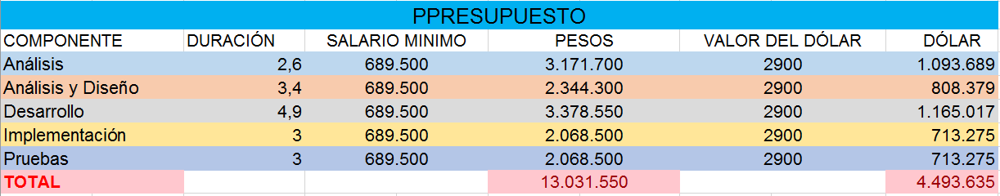 PPRESUPUESTO
COMPONENTE DURACIÓN SALARIO MINIMO PESOS VALOR DEL DÓLAR DÓLAR
Análisis 2,6 689.500 3.171.700 2900 1.093.689
Análisis y Diseño 3,4 689.500 2.344.300 2900 808.379
Desarrollo 4,9 689.500 3.378.550 2900 1.165.017
Implementación 3 689.500 2.068.500 2900 713.275
Pruebas 3 689.500 2.068.500 2900 713.275
TOTAL 13.031.550 4.493.635